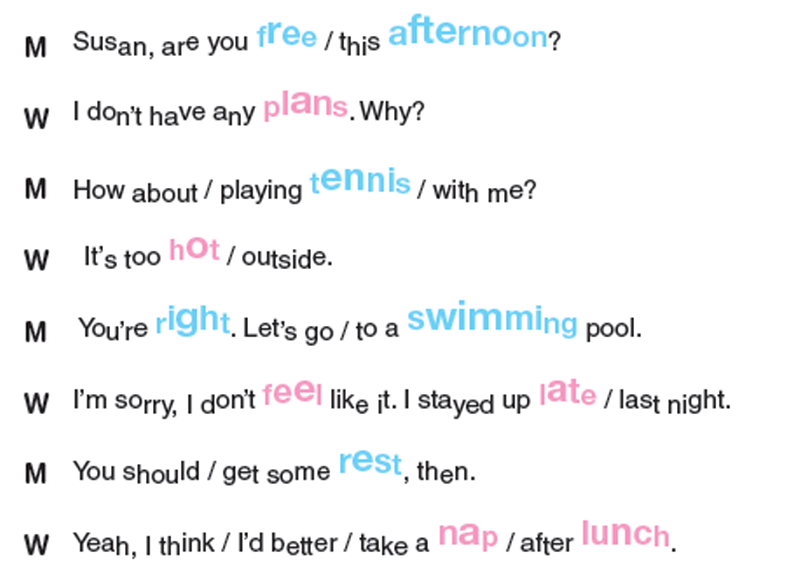 M Susan, are you free / this afternoon?
W I don't have any plans. Why?
M How about / playing tennis / with me?
W It's too hot / outside.
M You're right. Let's go / to a swimming pool.
W I'm sorry, I don't feel like it. I stayed up late / last night.
M You should / get some rest, then.
W Yeah, I think / I'd better / take a nap / after lunch.